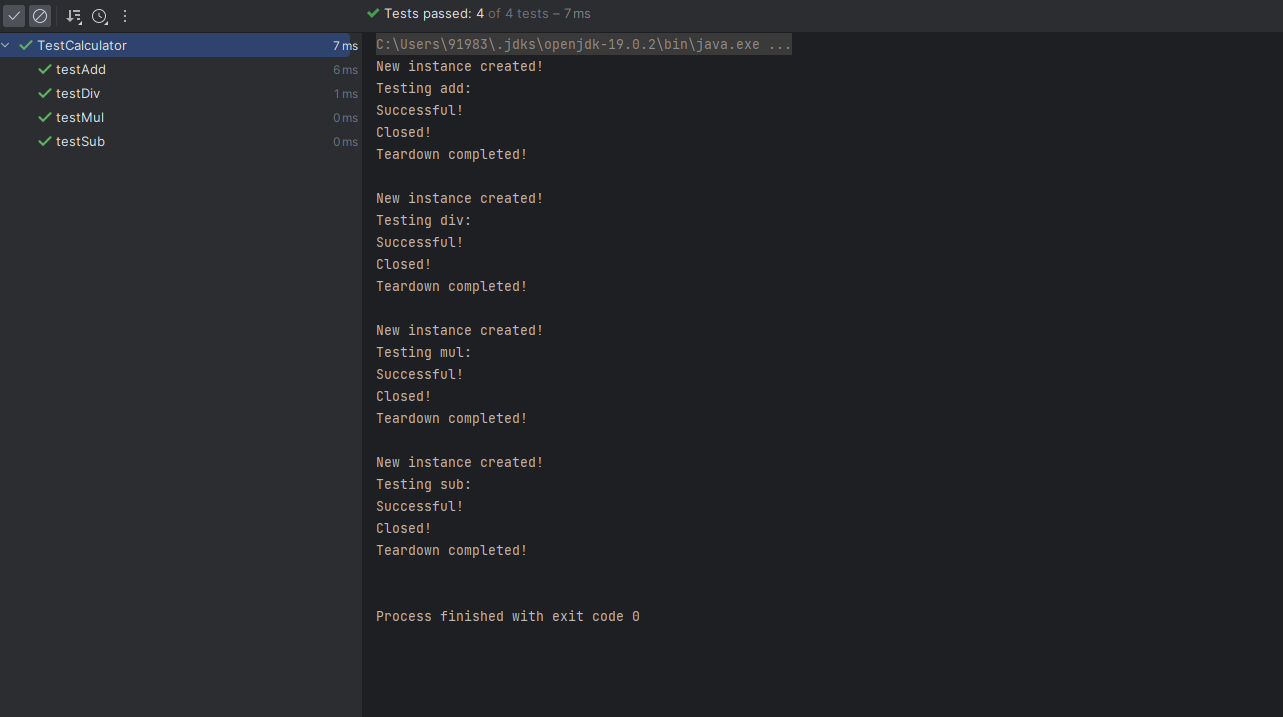 Tests passed: 4 of 4 tests – 7 ms
TestCalculator 7 ms
testAdd 6 ms
testDiv 1 ms
testMul 0 ms
testSub 0 ms
C:\Users\91983\.jdks\openjdk-19.0.2\bin\java.exe ...
New instance created!
Testing add:
Successful!
Closed!
Teardown completed!
New instance created!
Testing div:
Successful!
Closed!
Teardown completed!
New instance created!
Testing mul:
Successful!
Closed!
Teardown completed!
New instance created!
Testing sub:
Successful!
Closed!
Teardown completed!
Process finished with exit code 0